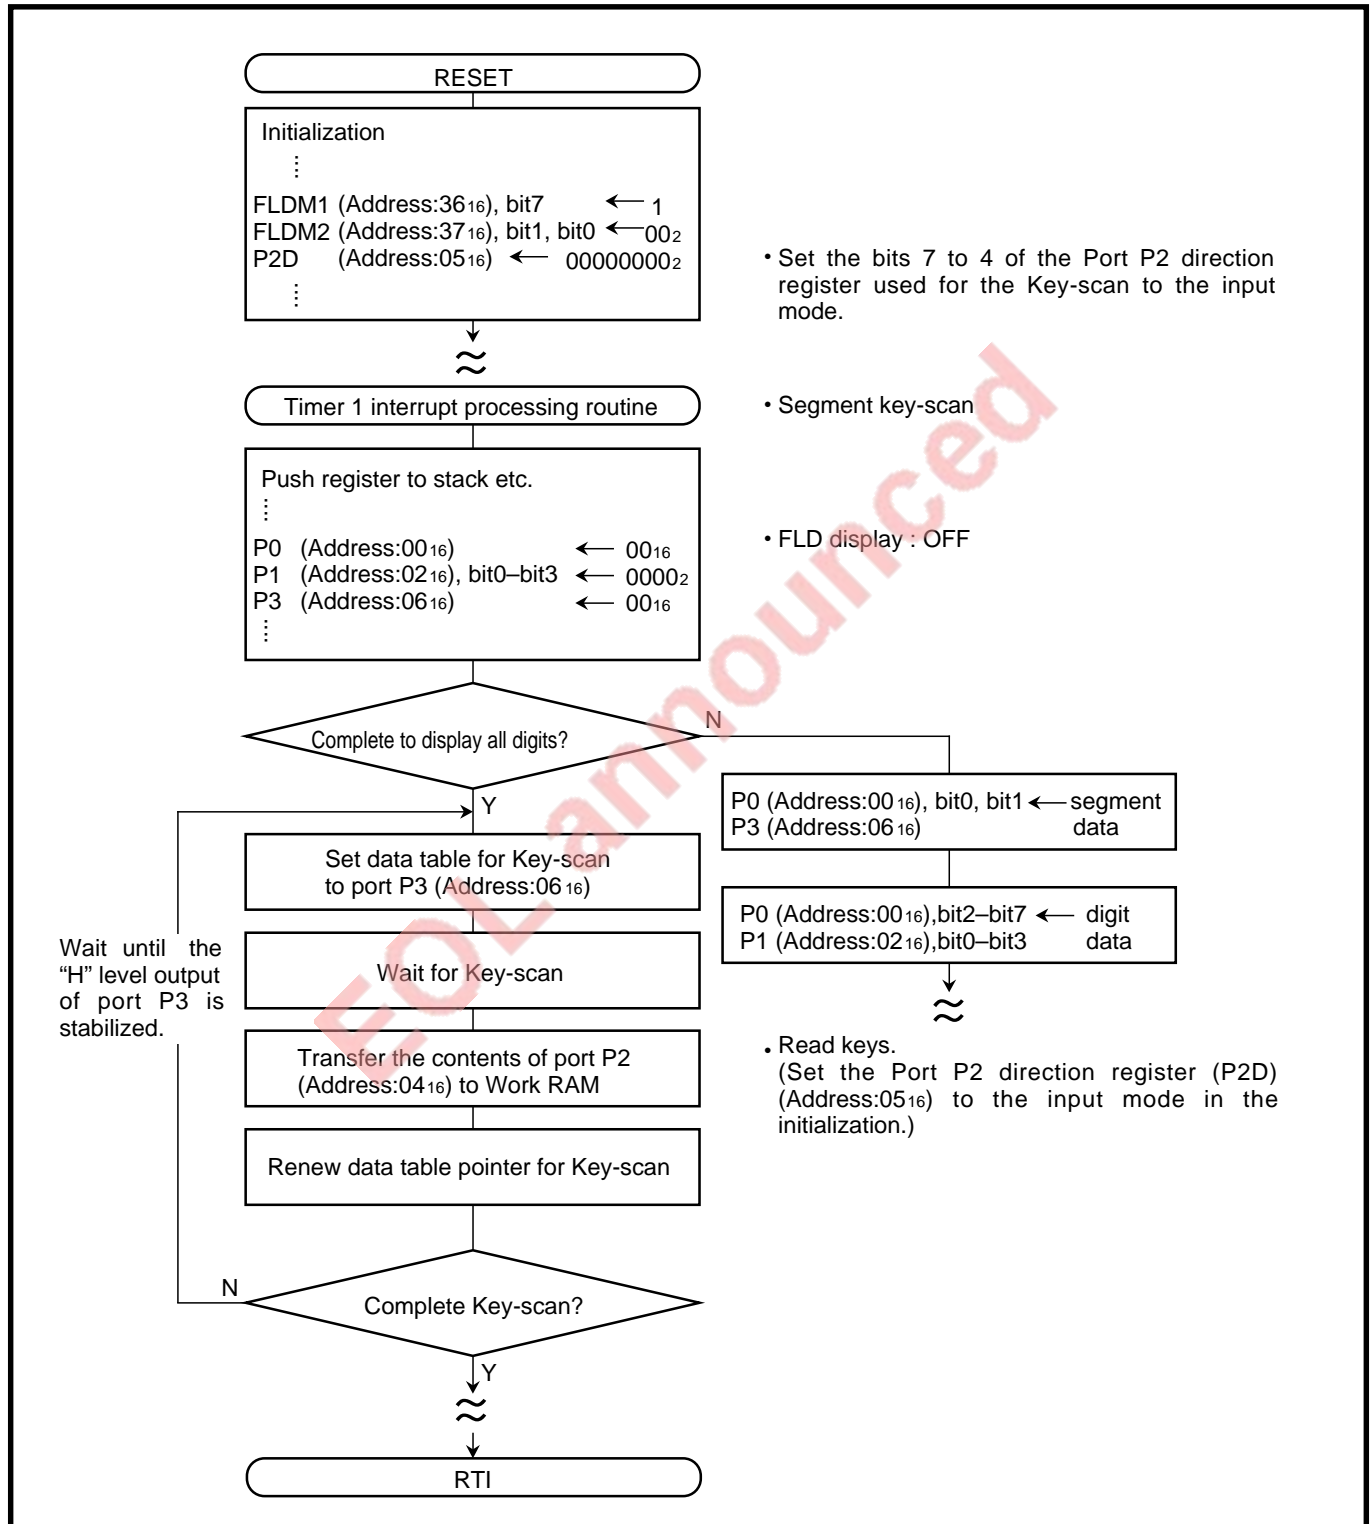 RESET
Initialization
FLDM1 (Address:36₁₆), bit7 ← 1
FLDM2 (Address:37₁₆), bit1, bit0 ← 00₂
P2D (Address:05₁₆) ← 00000000₂
• Set the bits 7 to 4 of the Port P2 direction
register used for the Key-scan to the input
mode.
Timer 1 interrupt processing routine
• Segment key-scan
Push register to stack etc.
P0 (Address:00₁₆) ← 00₁₆
P1 (Address:02₁₆), bit0–bit3 ← 0000₂
P3 (Address:06₁₆) ← 00₁₆
• FLD display : OFF
Complete to display all digits?
N
Y
P0 (Address:00₁₆), bit0, bit1 ← segment
P3 (Address:06₁₆) data
Set data table for Key-scan
to port P3 (Address:06₁₆)
P0 (Address:00₁₆),bit2–bit7 ← digit
P1 (Address:02₁₆),bit0–bit3 data
Wait until the
“H” level output
of port P3 is
stabilized.
Wait for Key-scan
Transfer the contents of port P2
(Address:04₁₆) to Work RAM
• Read keys.
(Set the Port P2 direction register (P2D)
(Address:05₁₆) to the input mode in the
initialization.)
Renew data table pointer for Key-scan
N
Complete Key-scan?
Y
RTI
EOL announced